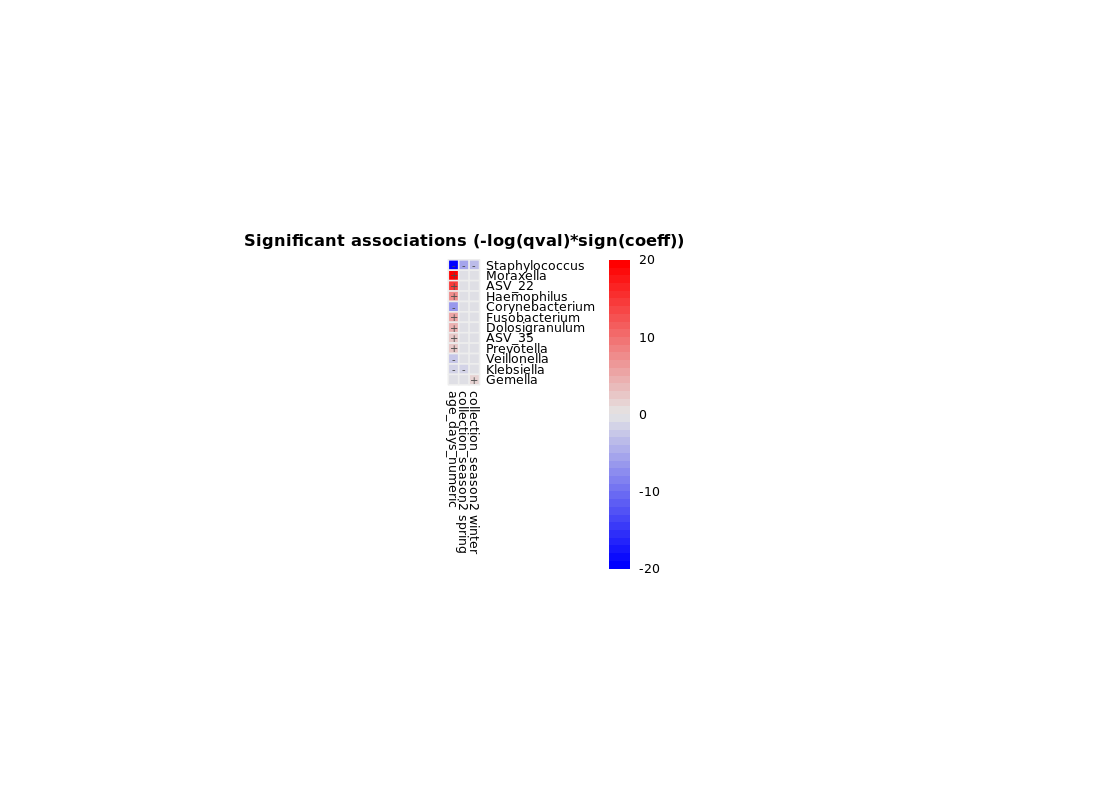 Significant associations (-log(qval)*sign(coeff))
Staphylococcus
Moraxella
ASV_22
Haemophilus
Corynebacterium
Fusobacterium
Dolosigranulum
ASV_35
Prevotella
Veillonella
Klebsiella
Gemella
age_days_numeric
collection_season2 spring
collection_season2 winter
20
10
0
-10
-20